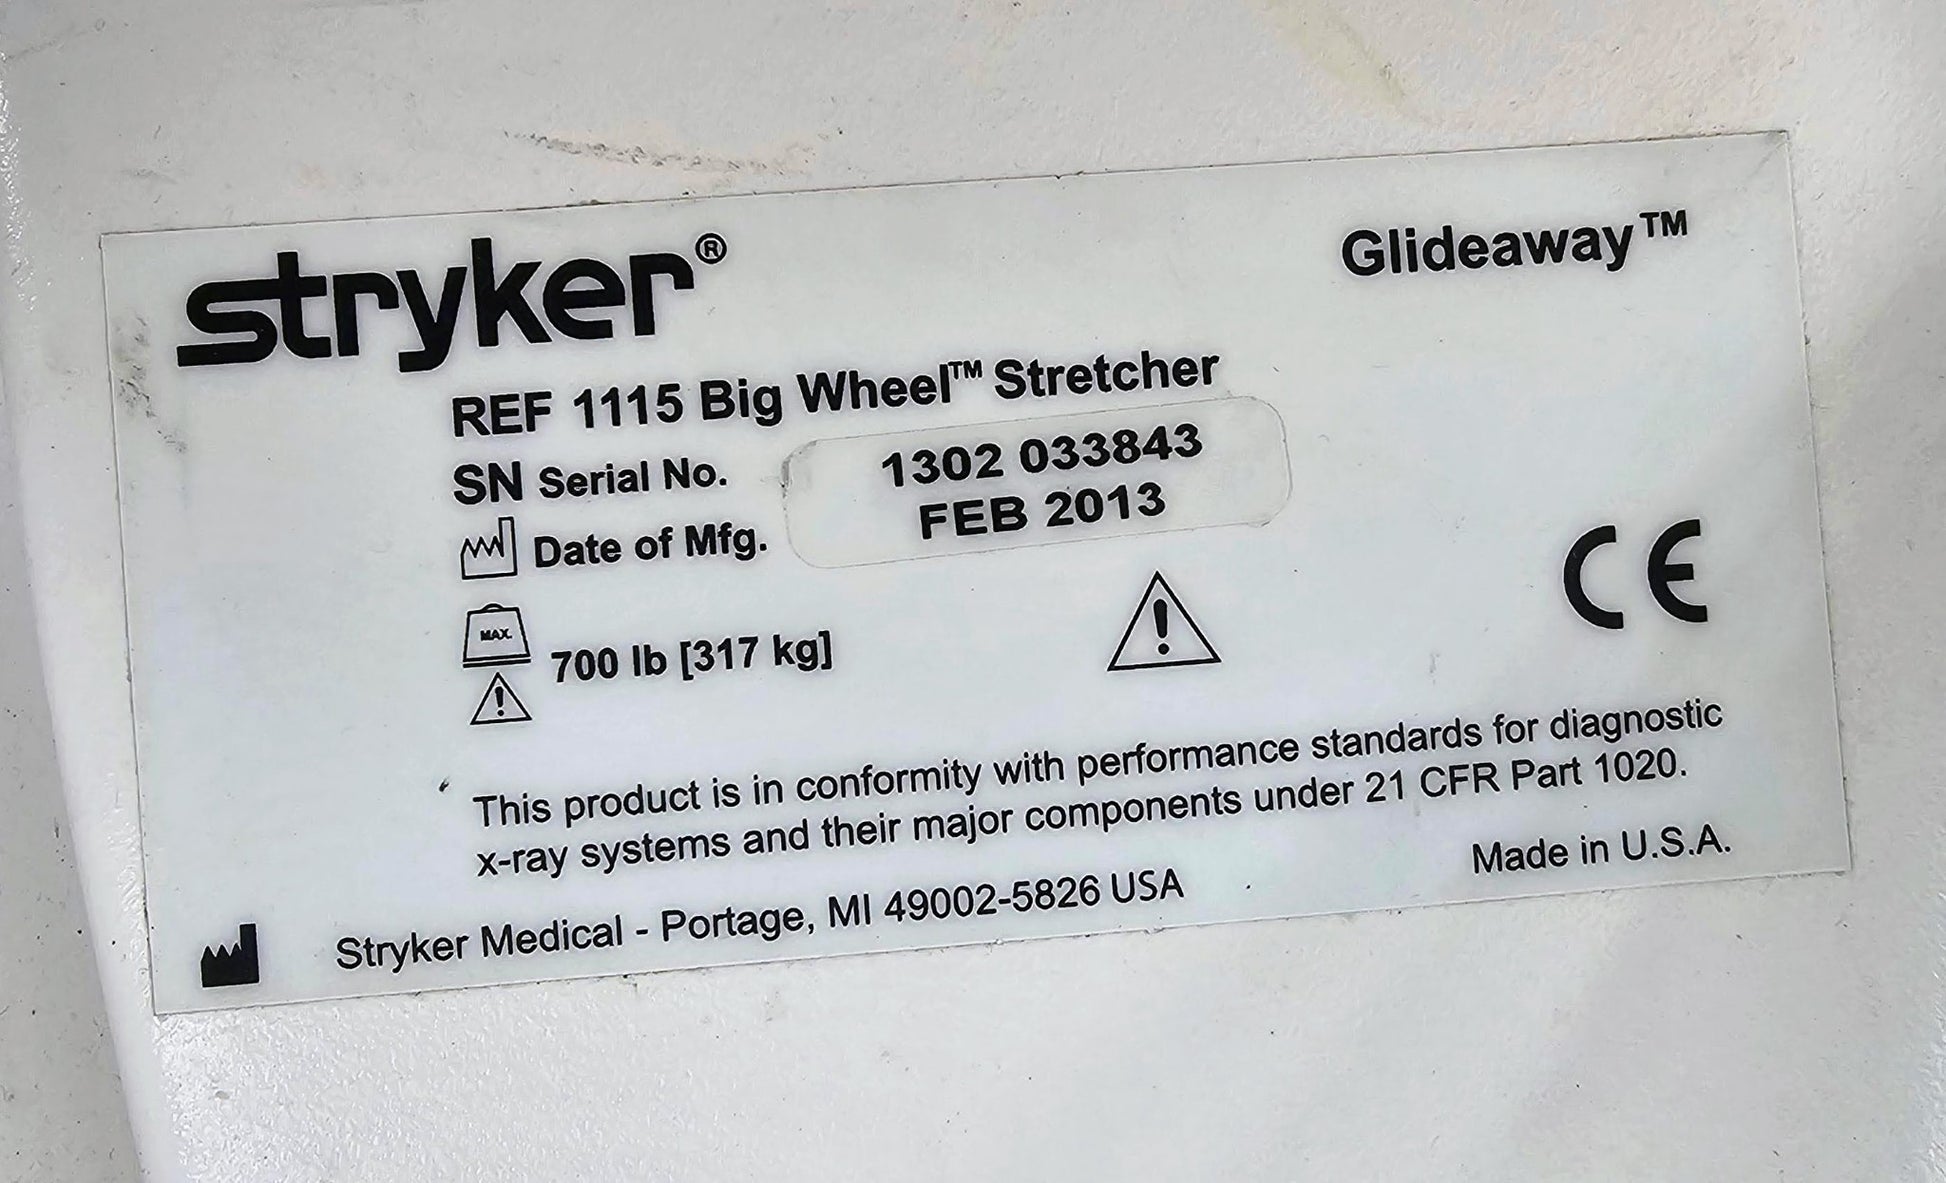 stryker®
Glideaway™
REF 1115 Big Wheel™ Stretcher
SN Serial No. 1302 033843
Date of Mfg. FEB 2013
MAX.
700 lb [317 kg]
CE
This product is in conformity with performance standards for diagnostic
x-ray systems and their major components under 21 CFR Part 1020.
Made in U.S.A.
Stryker Medical - Portage, MI 49002-5826 USA